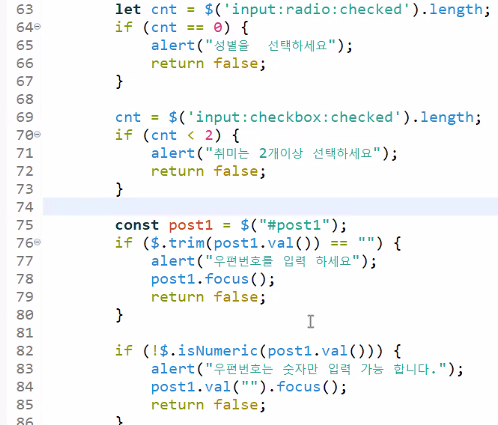 63 let cnt = $('input:radio:checked').length;
64 if (cnt == 0) {
65 alert("성별을 선택하세요");
66 return false;
67 }
68
69 cnt = $('input:checkbox:checked').length;
70 if (cnt < 2) {
71 alert("취미는 2개이상 선택하세요");
72 return false;
73 }
74
75 const post1 = $("#post1");
76 if ($.trim(post1.val()) == "") {
77 alert("우편번호를 입력 하세요");
78 post1.focus();
79 return false;
80 }
81
82 if (!$.isNumeric(post1.val())) {
83 alert("우편번호는 숫자만 입력 가능 합니다.");
84 post1.val("").focus();
85 return false;
86 }